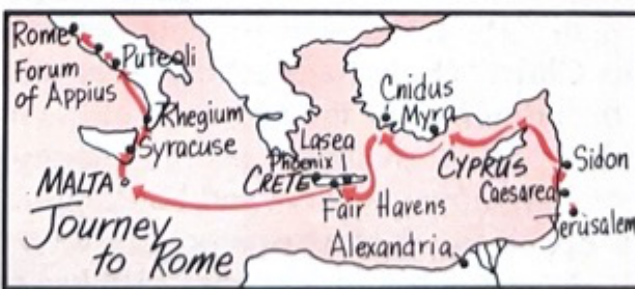 Rome
Puteoli
Forum
of Appius
Rhegium
Syracuse
MALTA
Journey
to Rome
Cnidus
Myra
Lasea
Phoenix
CRETE
Fair Havens
CYPRUS
Sidon
Caesarea
Jerusalem
Alexandria